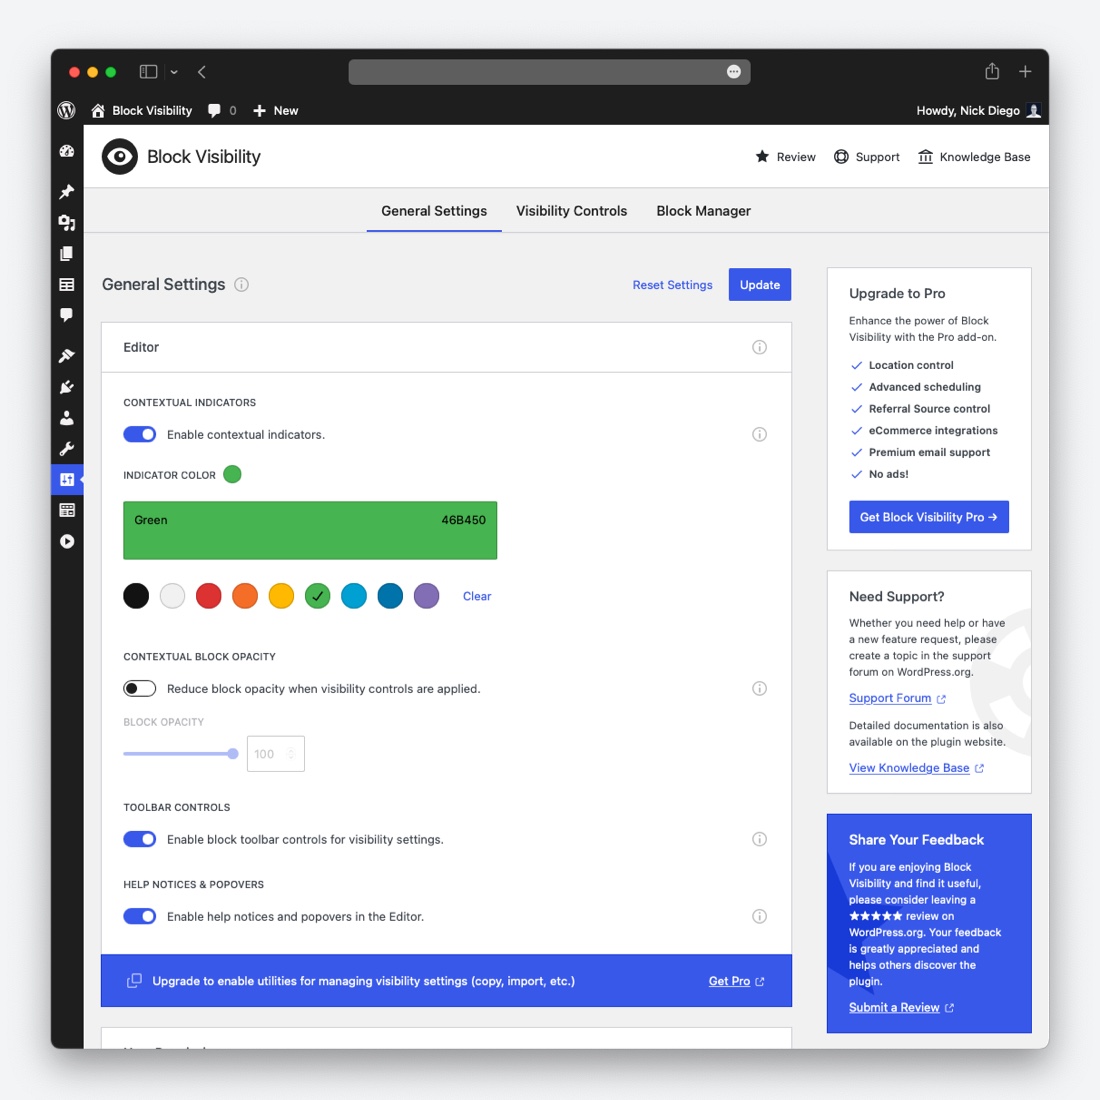 Block Visibility
0
New
Howdy, Nick Diego
Block Visibility
Review
Support
Knowledge Base
General Settings
Visibility Controls
Block Manager
General Settings
Reset Settings
Update
Editor
CONTEXTUAL INDICATORS
Enable contextual indicators.
INDICATOR COLOR
Green
46B450
Clear
CONTEXTUAL BLOCK OPACITY
Reduce block opacity when visibility controls are applied.
BLOCK OPACITY
100
TOOLBAR CONTROLS
Enable block toolbar controls for visibility settings.
HELP NOTICES & POPOVERS
Enable help notices and popovers in the Editor.
Upgrade to enable utilities for managing visibility settings (copy, import, etc.)
Get Pro
Upgrade to Pro
Enhance the power of Block
Visibility with the Pro add-on.
Location control
Advanced scheduling
Referral Source control
eCommerce integrations
Premium email support
No ads!
Get Block Visibility Pro →
Need Support?
Whether you need help or have
a new feature request, please
create a topic in the support
forum on WordPress.org.
Support Forum
Detailed documentation is also
available on the plugin website.
View Knowledge Base
Share Your Feedback
If you are enjoying Block
Visibility and find it useful,
please consider leaving a
★★★★★ review on
WordPress.org. Your feedback
is greatly appreciated and
helps others discover the
plugin.
Submit a Review